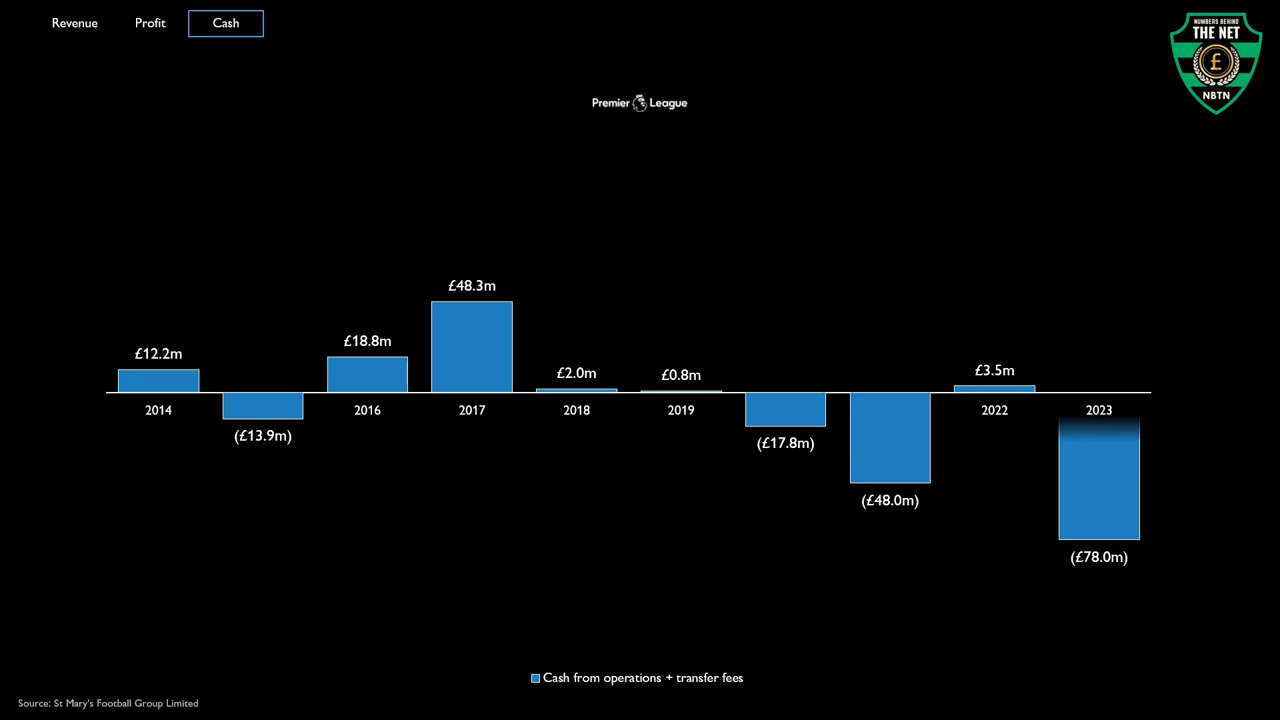 Revenue Profit Cash
NUMBERS BEHIND
THE NET
£
NBTN
Premier League
£48.3m
£18.8m
£12.2m
£2.0m
£0.8m
£3.5m
2014 2016 2017 2018 2019 2022 2023
(£13.9m)
(£17.8m)
(£48.0m)
(£78.0m)
Cash from operations + transfer fees
Source: St Mary's Football Group Limited